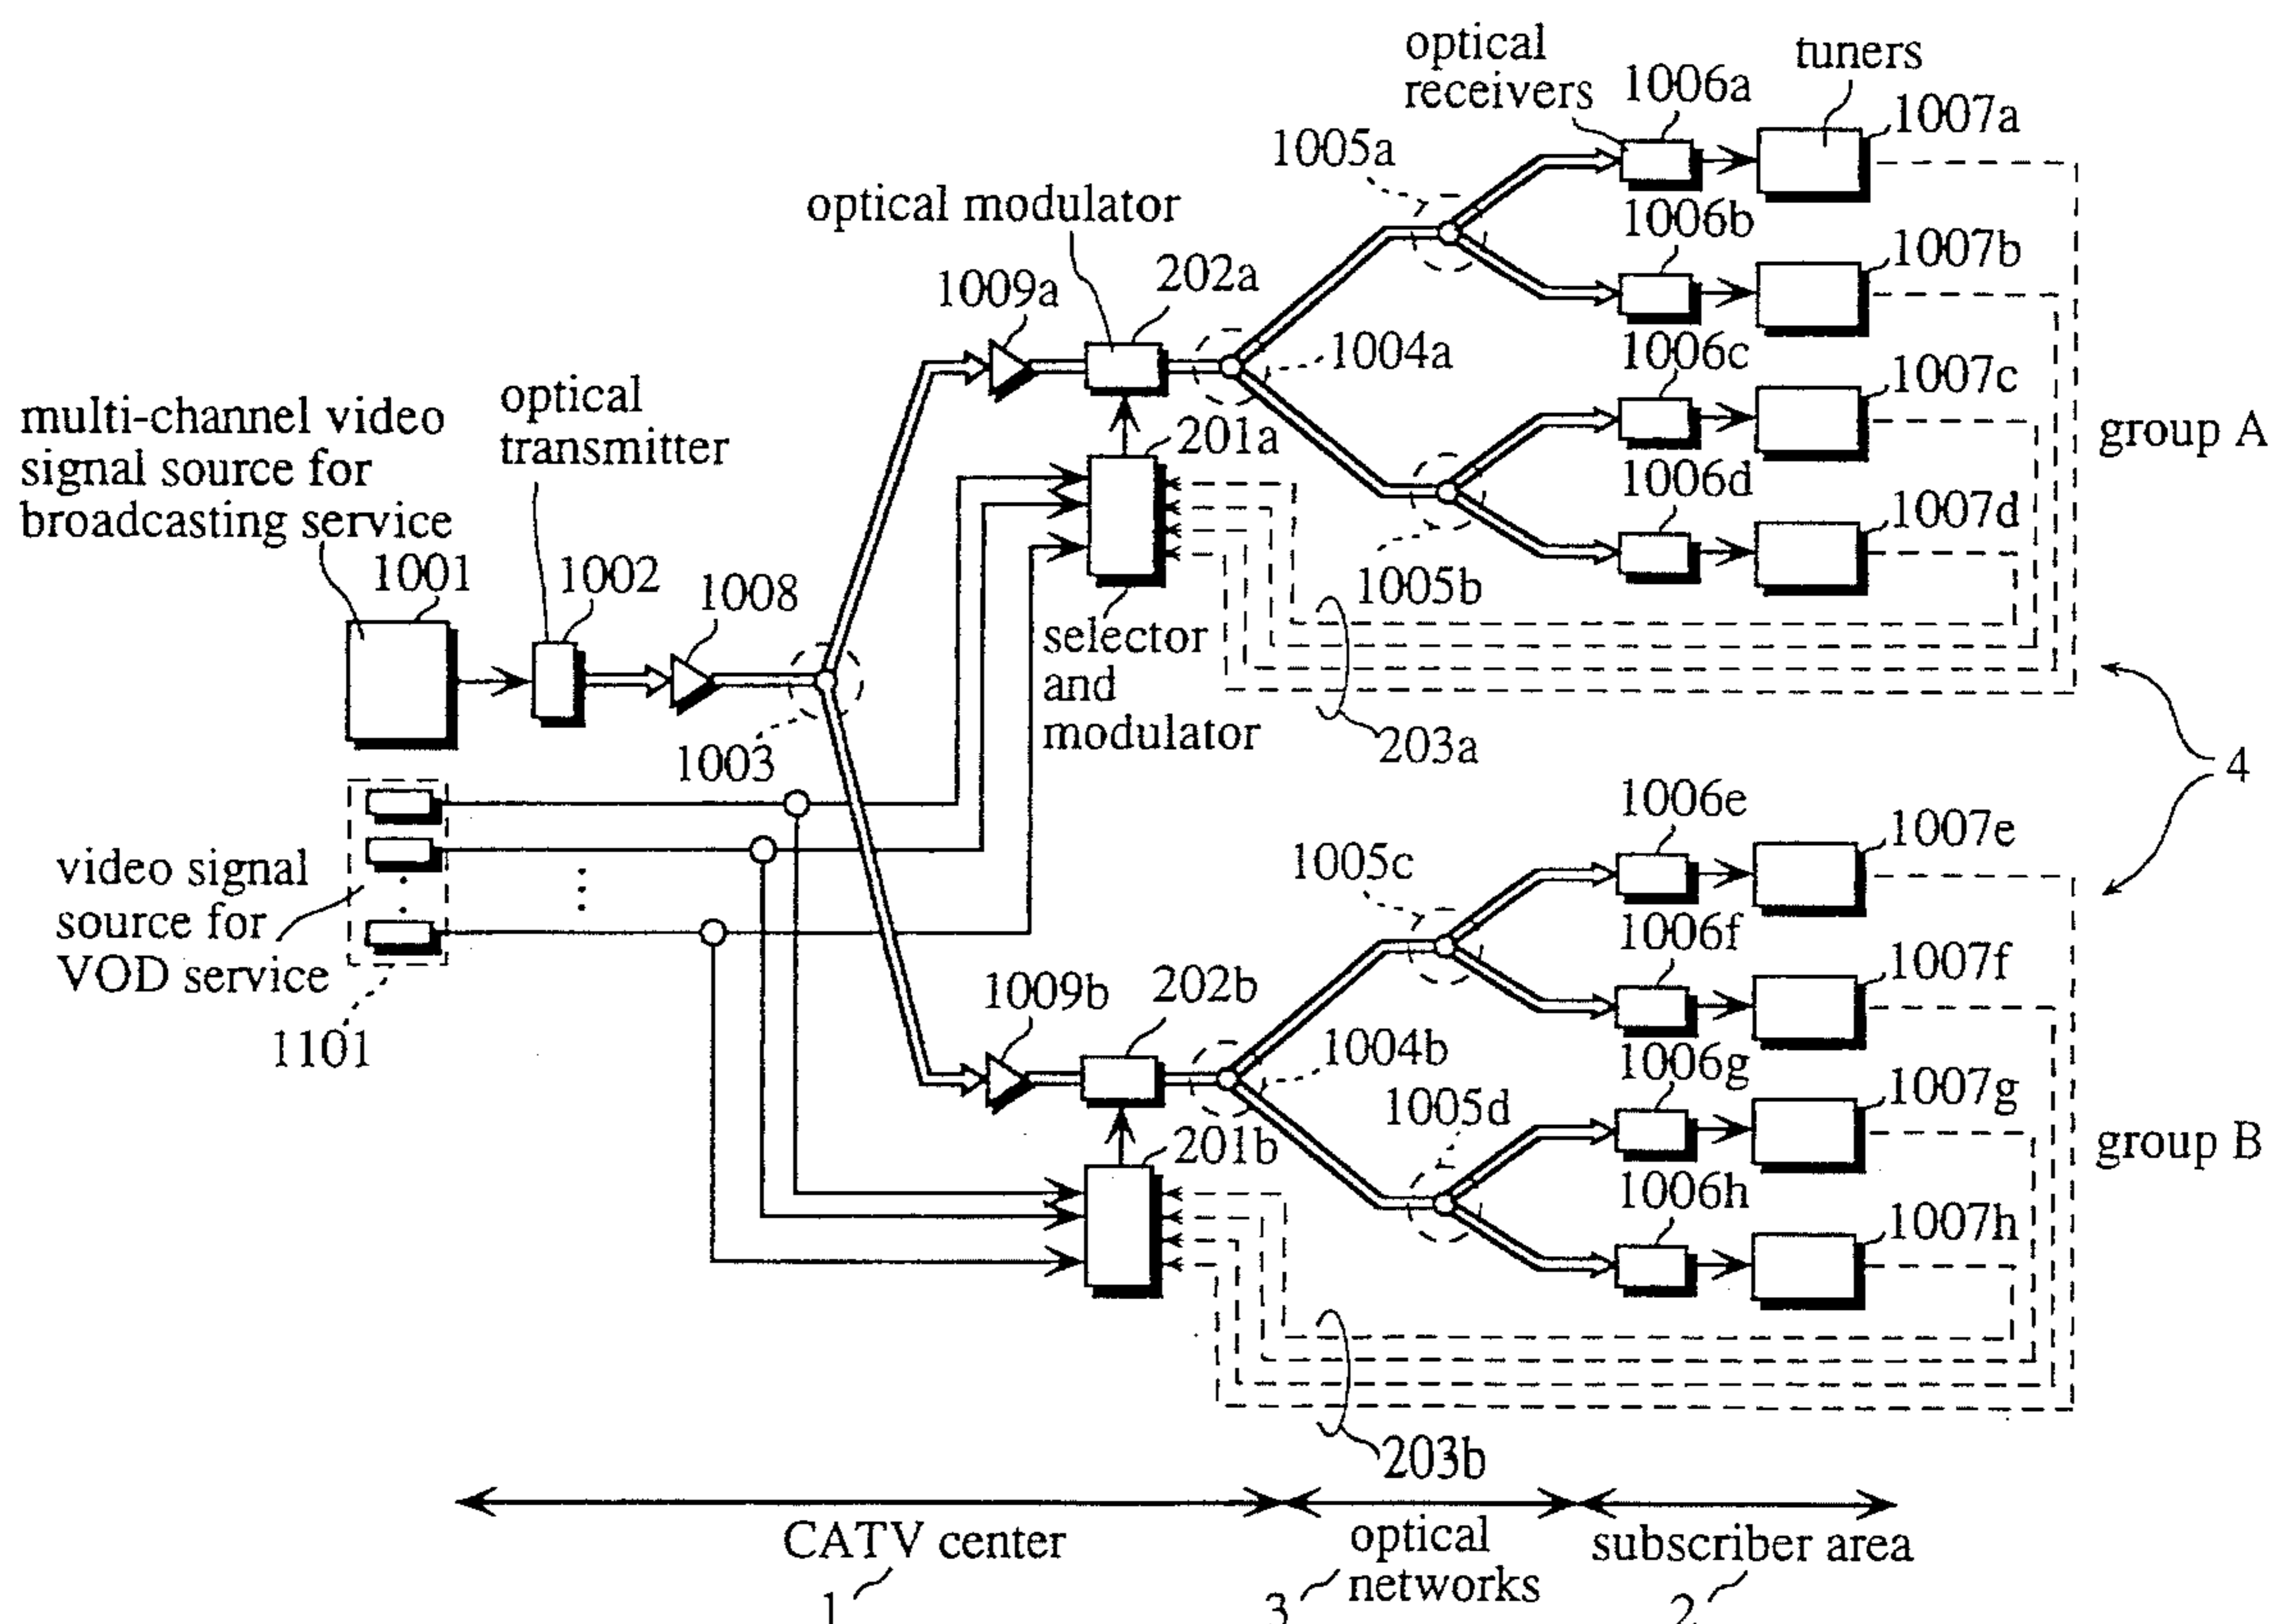 optical
receivers
1006a
tuners
1007a
1005a
optical modulator
1006b
1007b
202a
1009a
1004a
1006c
1007c
optical
transmitter
multi-channel video
signal source for
broadcasting service
201a
group A
1006d
1007d
1001
1002
1008
1005b
selector
and
modulator
1003
203a
4
1006e
1007e
1005c
video signal
source for
VOD service
1006f
1007f
1009b
202b
1101
1004b
1006g
1007g
1005d
201b
group B
1006h
1007h
203b
CATV center
1
optical
networks
3
subscriber area
2